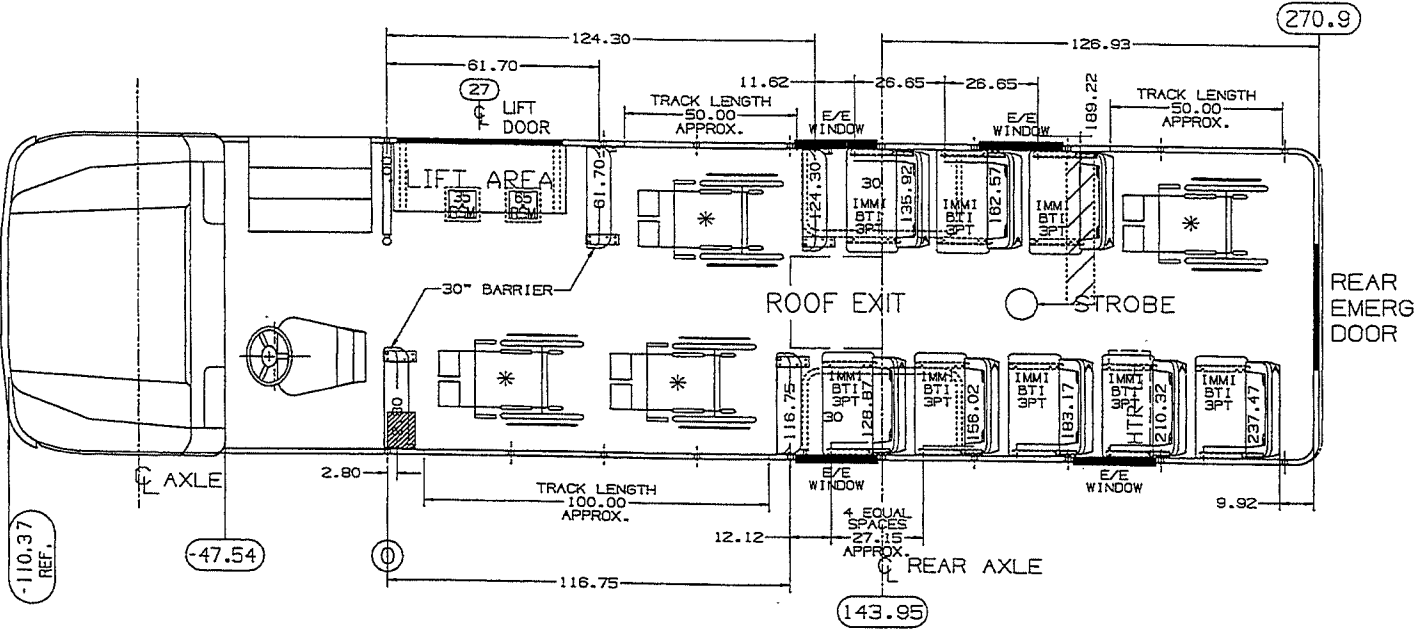 270.9
124.30
126.93
61.70
11.62
26.65
26.65
27
℄ LIFT
DOOR
TRACK LENGTH
50.00
APPROX.
E/E
WINDOW
E/E
WINDOW
189.22
TRACK LENGTH
50.00
APPROX.
LIFT AREA
61.70
124.30
30
IMMI
BTI
3PT
135.92
IMMI
BTI
3PT
162.57
IMMI
BTI
3PT
*
*
30" BARRIER
ROOF EXIT
STROBE
REAR
EMERG
DOOR
*
*
116.75
IMMI
BTI
3PT
30
128.87
IMMI
BTI
3PT
156.02
IMMI
BTI
3PT
183.17
IMMI
BTI
3PT
HTR
210.32
IMMI
BTI
3PT
237.47
℄ AXLE
2.80
TRACK LENGTH
100.00
APPROX.
E/E
WINDOW
E/E
WINDOW
9.92
-110.37
REF.
-47.54
0
12.12
4 EQUAL
SPACES
27.15
APPROX.
℄ REAR AXLE
116.75
143.95